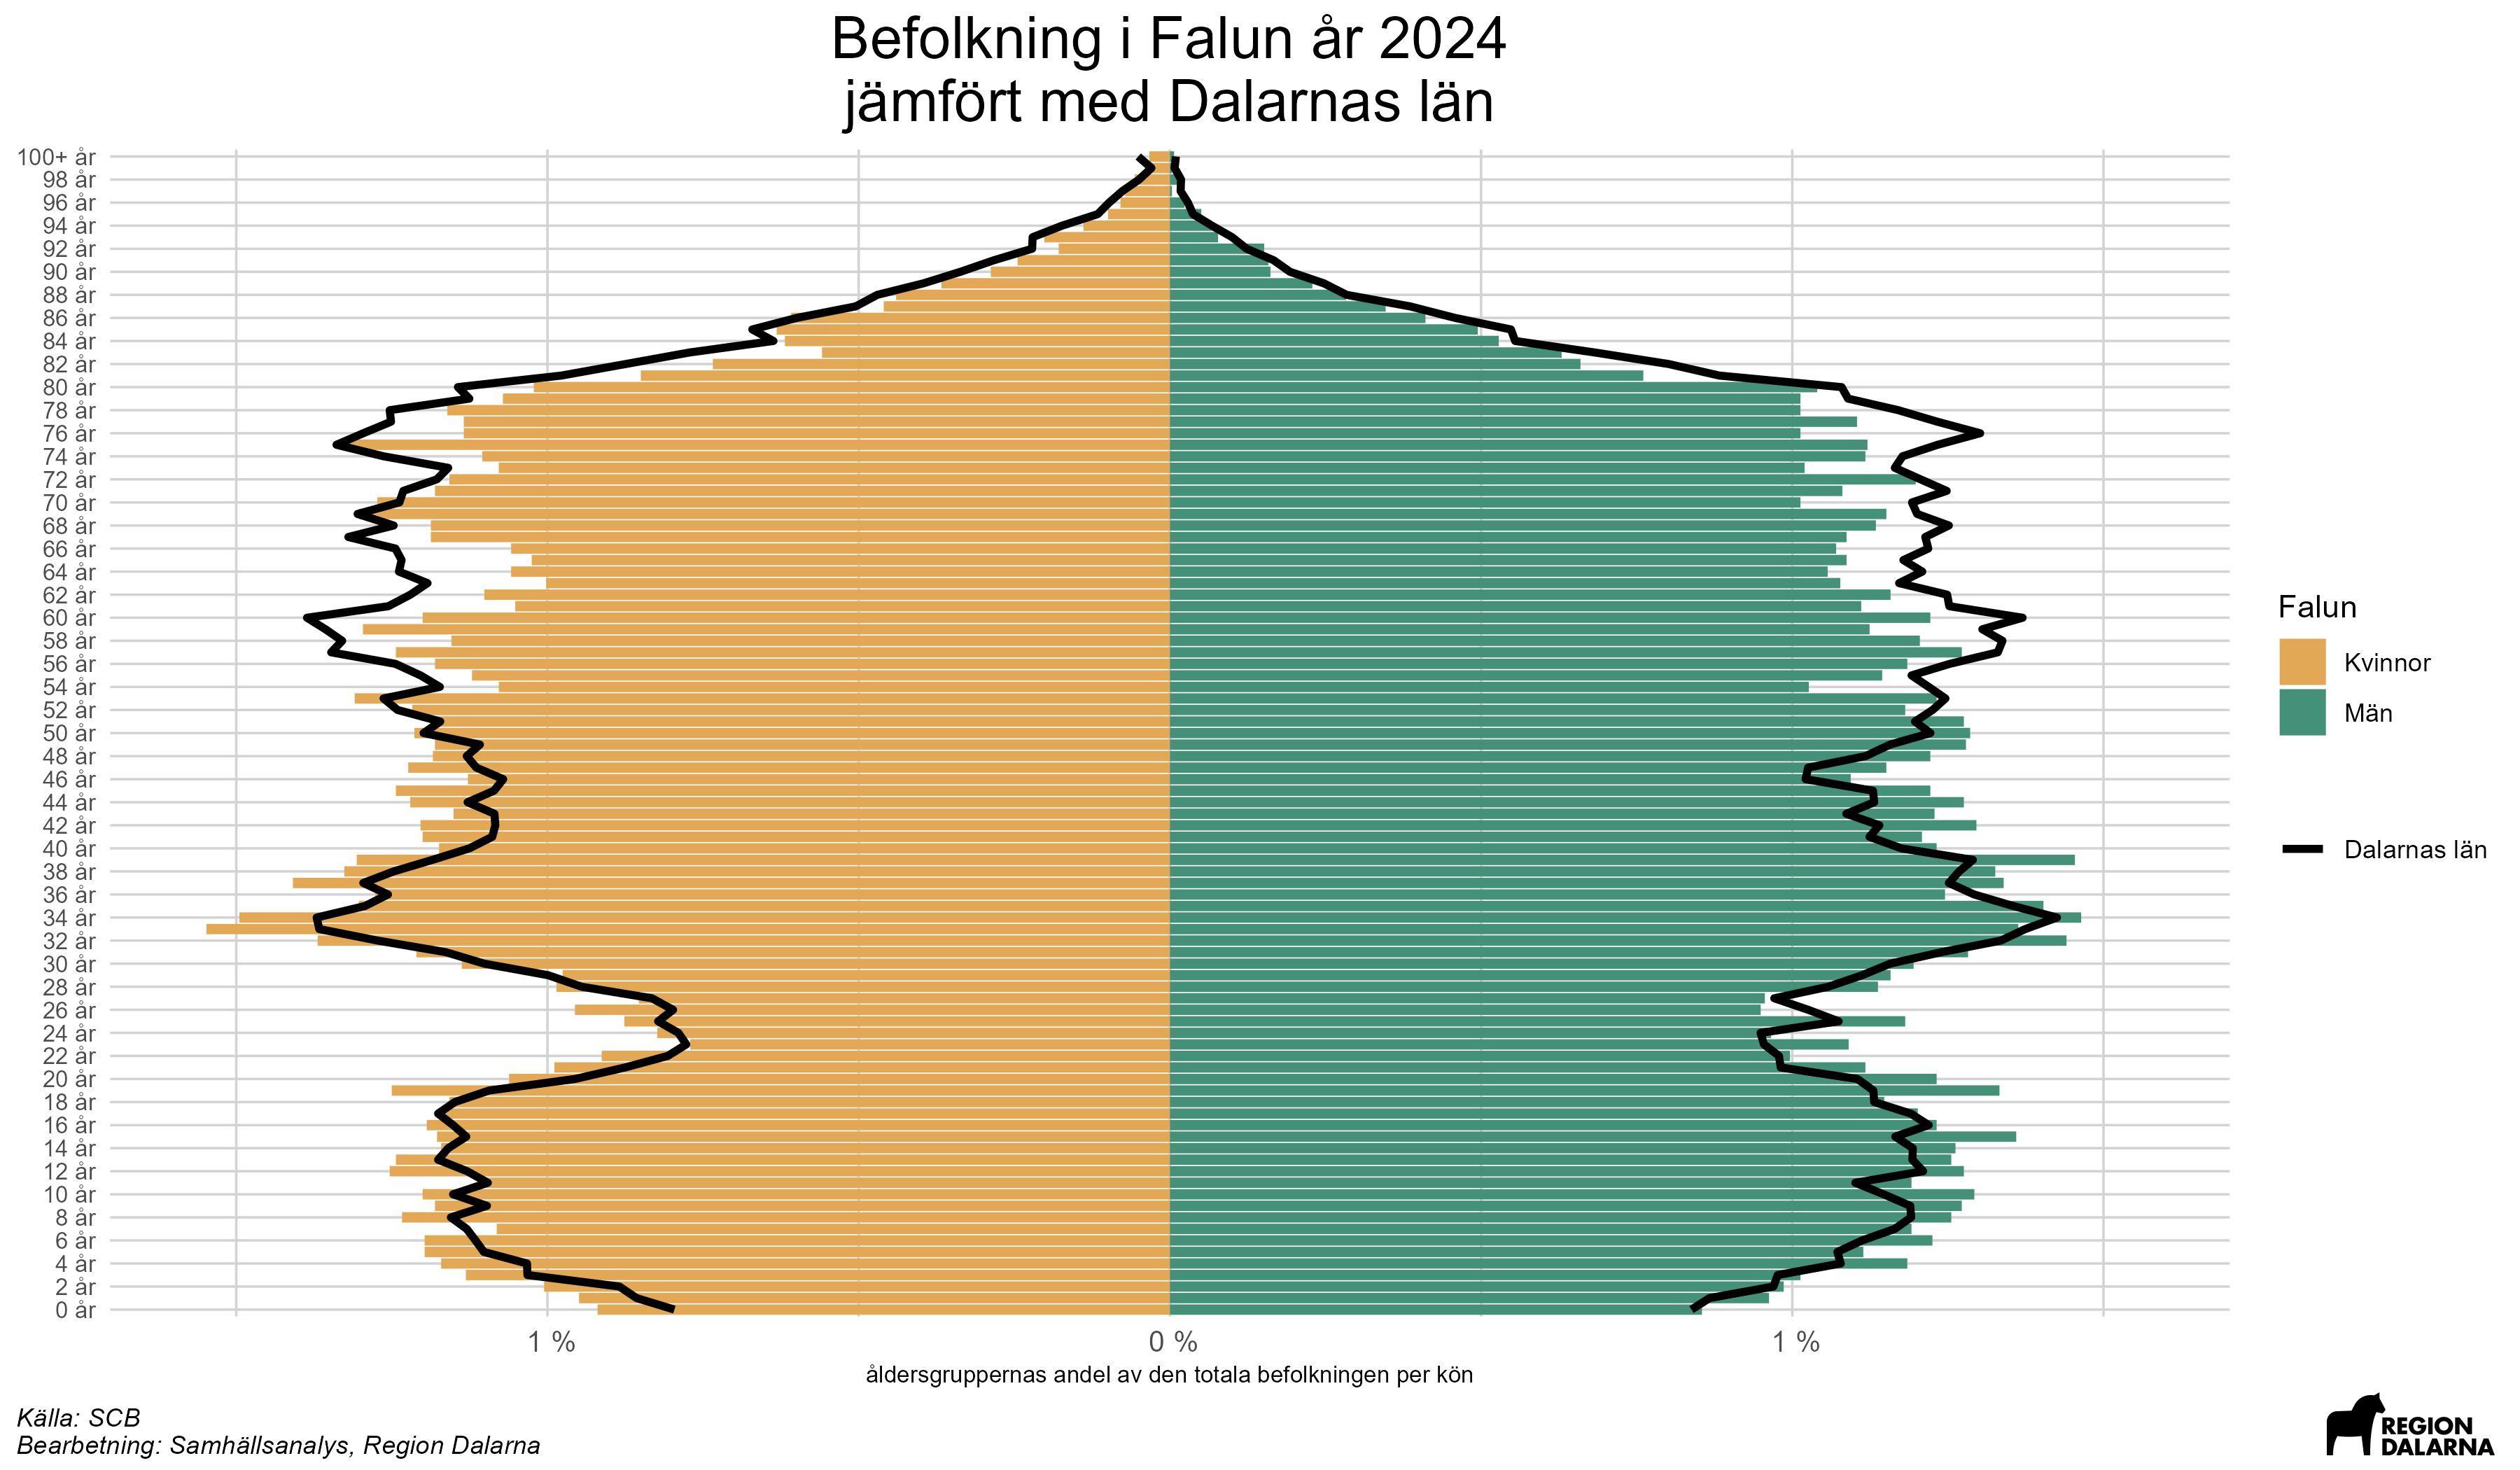 Befolkning i Falun år 2024
jämfört med Dalarnas län
100+ år
98 år
96 år
94 år
92 år
90 år
88 år
86 år
84 år
82 år
80 år
78 år
76 år
74 år
72 år
70 år
68 år
66 år
64 år
62 år
60 år
58 år
56 år
54 år
52 år
50 år
48 år
46 år
44 år
42 år
40 år
38 år
36 år
34 år
32 år
30 år
28 år
26 år
24 år
22 år
20 år
18 år
16 år
14 år
12 år
10 år
8 år
6 år
4 år
2 år
0 år
1 %
0 %
1 %
åldersgruppernas andel av den totala befolkningen per kön
Falun
Kvinnor
Män
Dalarnas län
Källa: SCB
Bearbetning: Samhällsanalys, Region Dalarna
REGION
DALARNA